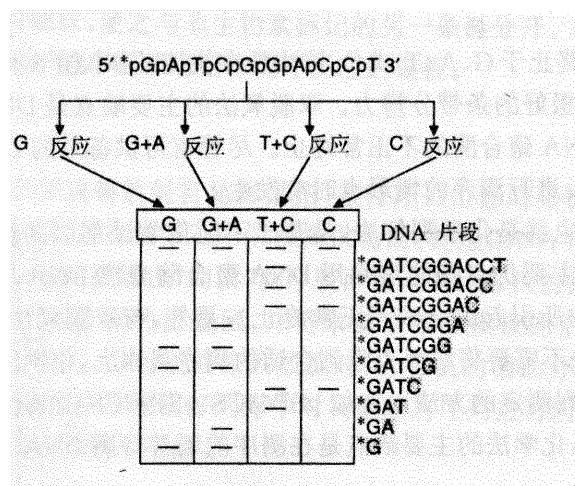 5′ *pGpApTpCpGpGpApCpCpT 3′
G 反应 G+A 反应 T+C 反应 C 反应
G G+A T+C C DNA 片段
*GATCGGACCT
*GATCGGACC
*GATCGGAC
*GATCGGA
*GATCGG
*GATCG
*GATC
*GAT
*GA
*G